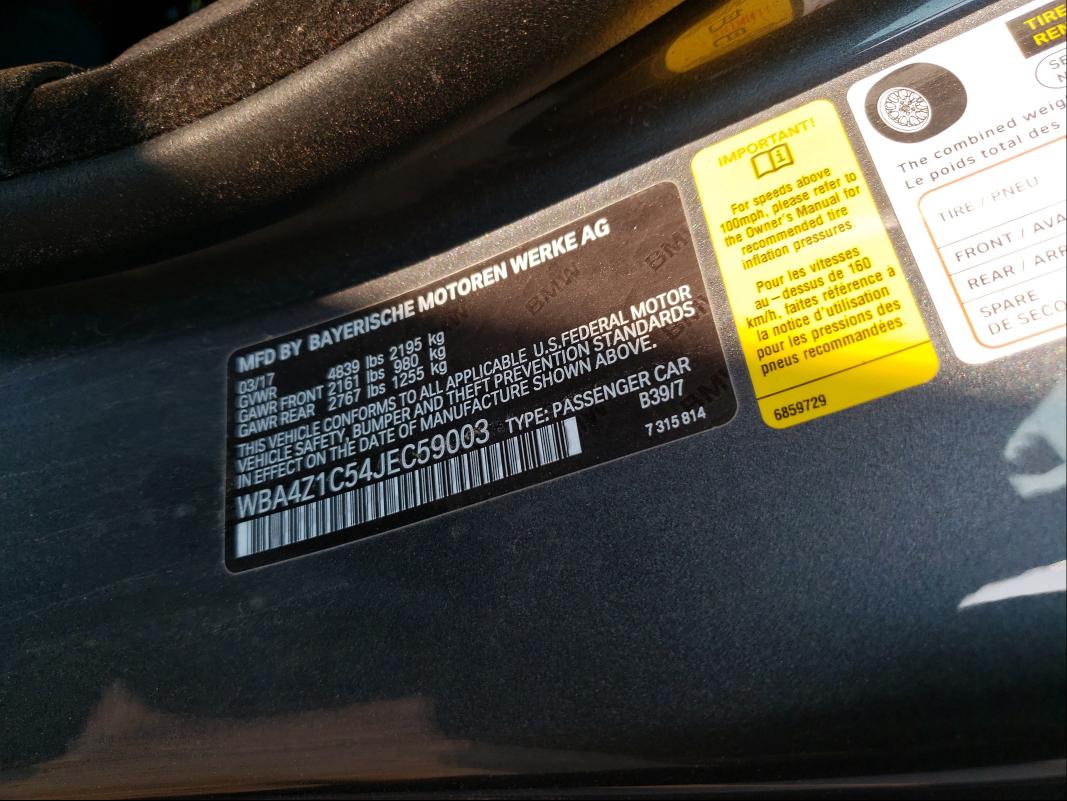 MFD BY BAYERISCHE MOTOREN WERKE AG
03/17
GVWR 4839 lbs 2195 kg
GAWR FRONT 2161 lbs 980 kg
GAWR REAR 2767 lbs 1255 kg
THIS VEHICLE CONFORMS TO ALL APPLICABLE U.S.FEDERAL MOTOR
VEHICLE SAFETY, BUMPER AND THEFT PREVENTION STANDARDS
IN EFFECT ON THE DATE OF MANUFACTURE SHOWN ABOVE.
WBA4Z1C54JEC59003 TYPE: PASSENGER CAR
B39/7
7 315 814
BMW
BMW
IMPORTANT!
For speeds above
100mph, please refer to
the Owner's Manual for
recommended tire
inflation pressures.
Pour les vitesses
au – dessus de 160
km/h, faites référence à
la notice d'utilisation
pour les pressions des
pneus recommandées.
6859729
TIRE
The combined
Le poids total des
TIRE / PNEU
FRONT /
REAR /
SPARE